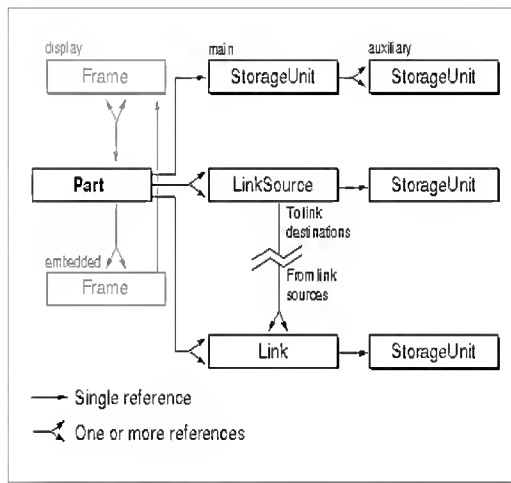 display
main
auxiliary
Frame
StorageUnit
StorageUnit
Part
LinkSource
StorageUnit
To link
destinations
embedded
Frame
From link
sources
Link
StorageUnit
Single reference
One or more references